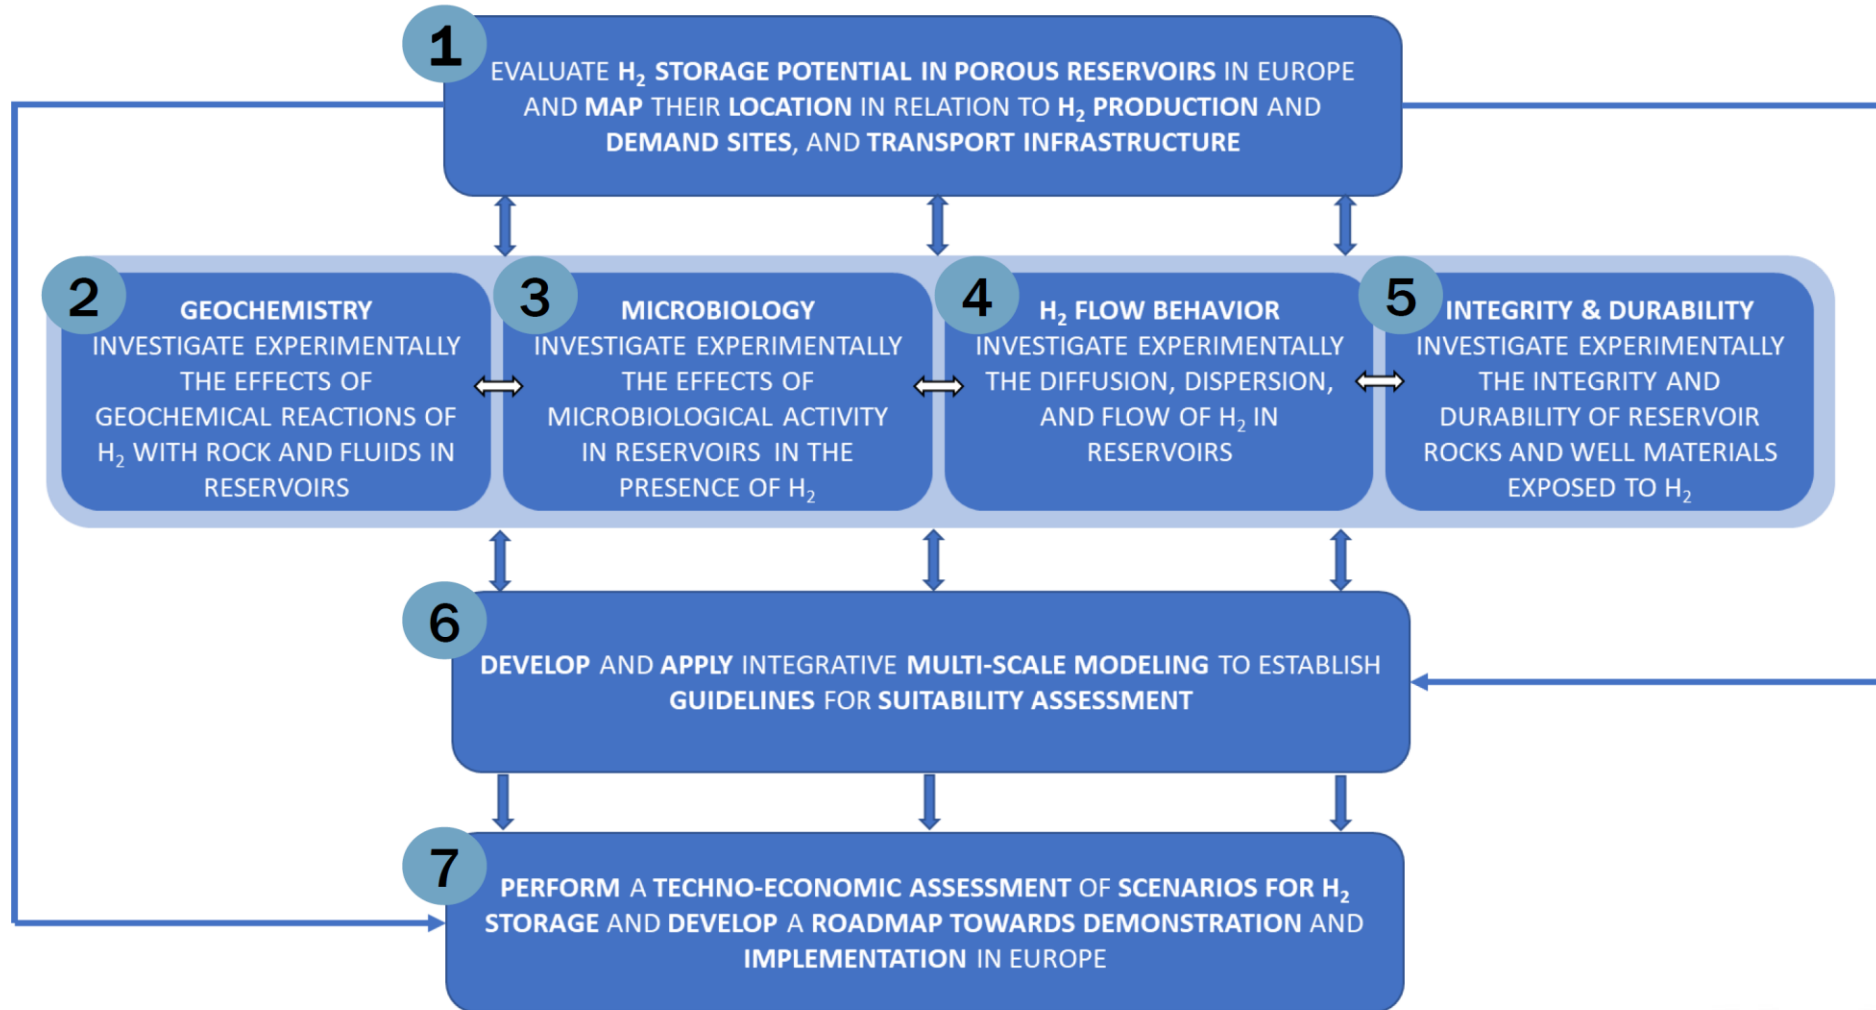 1
EVALUATE H₂ STORAGE POTENTIAL IN POROUS RESERVOIRS IN EUROPE
AND MAP THEIR LOCATION IN RELATION TO H₂ PRODUCTION AND
DEMAND SITES, AND TRANSPORT INFRASTRUCTURE
2
GEOCHEMISTRY
INVESTIGATE EXPERIMENTALLY
THE EFFECTS OF
GEOCHEMICAL REACTIONS OF
H₂ WITH ROCK AND FLUIDS IN
RESERVOIRS
3
MICROBIOLOGY
INVESTIGATE EXPERIMENTALLY
THE EFFECTS OF
MICROBIOLOGICAL ACTIVITY
IN RESERVOIRS IN THE
PRESENCE OF H₂
4
H₂ FLOW BEHAVIOR
INVESTIGATE EXPERIMENTALLY
THE DIFFUSION, DISPERSION,
AND FLOW OF H₂ IN
RESERVOIRS
5
INTEGRITY & DURABILITY
INVESTIGATE EXPERIMENTALLY
THE INTEGRITY AND
DURABILITY OF RESERVOIR
ROCKS AND WELL MATERIALS
EXPOSED TO H₂
6
DEVELOP AND APPLY INTEGRATIVE MULTI-SCALE MODELING TO ESTABLISH
GUIDELINES FOR SUITABILITY ASSESSMENT
7
PERFORM A TECHNO-ECONOMIC ASSESSMENT OF SCENARIOS FOR H₂
STORAGE AND DEVELOP A ROADMAP TOWARDS DEMONSTRATION AND
IMPLEMENTATION IN EUROPE